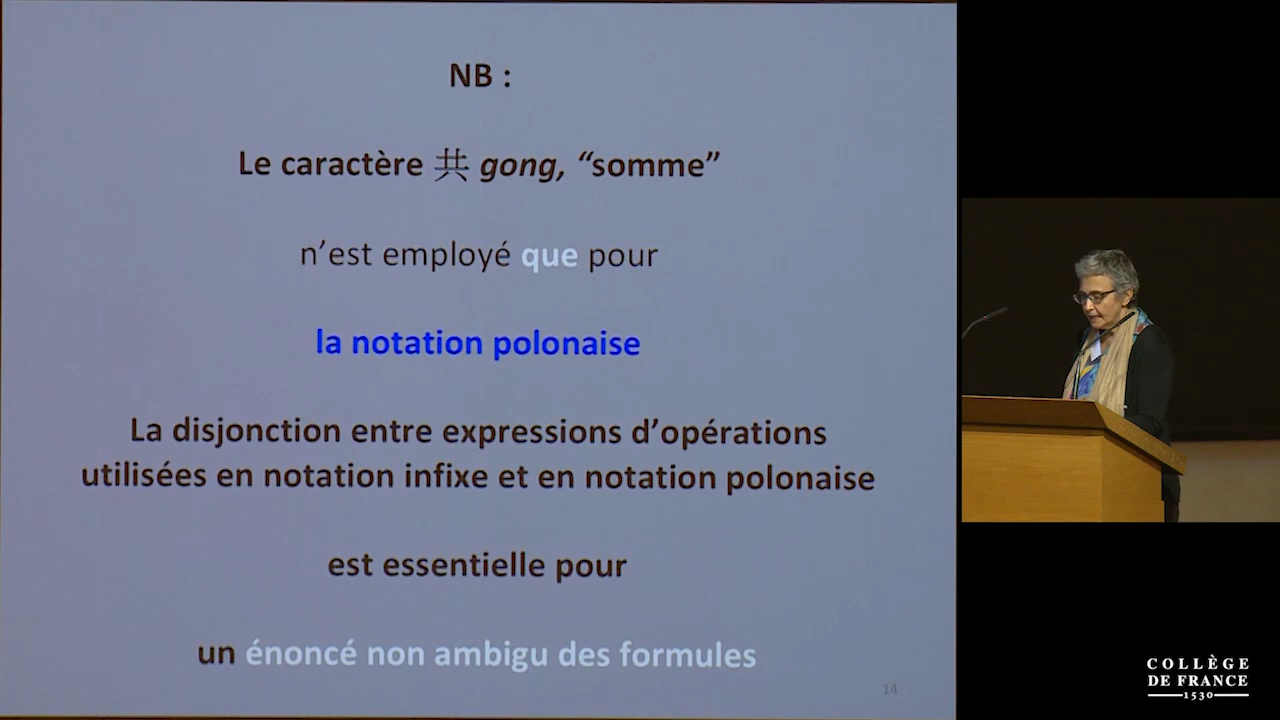 NB :
Le caractère 共 gong, “somme”
n’est employé que pour
la notation polonaise
La disjonction entre expressions d’opérations
utilisées en notation infixe et en notation polonaise
est essentielle pour
un énoncé non ambigu des formules
14
COLLÈGE
DE FRANCE
1530